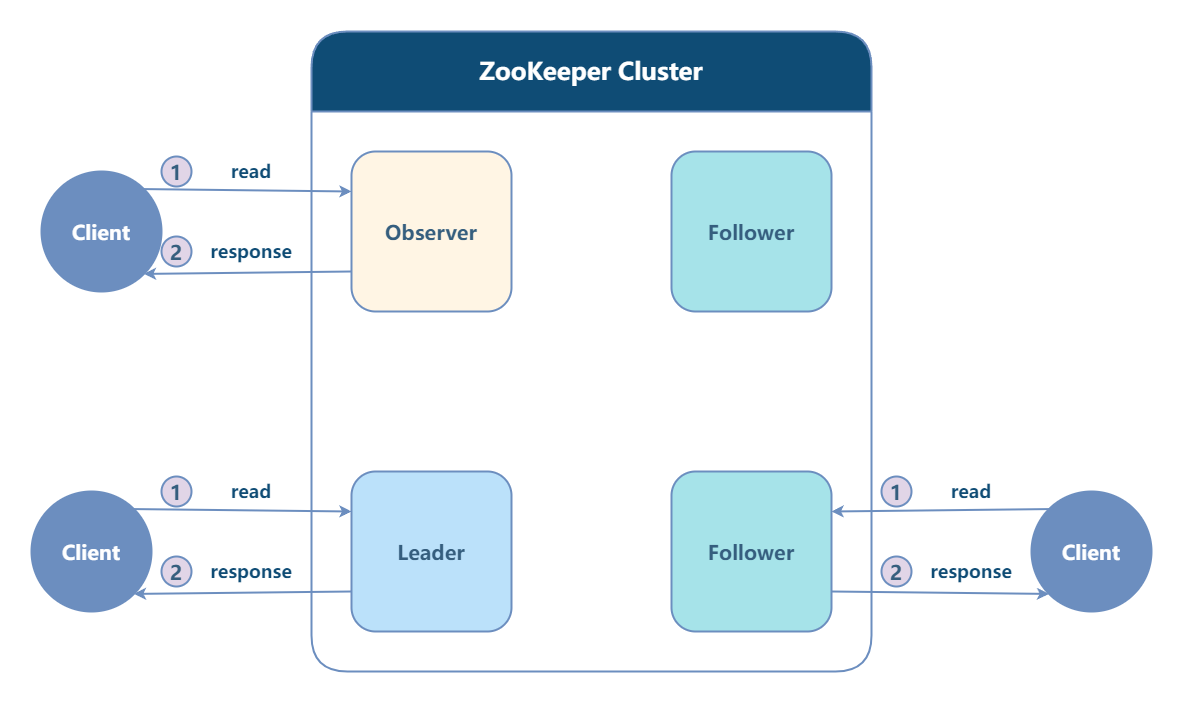 ZooKeeper Cluster
1 read
Client
2 response
Observer
Follower
1 read
Client
2 response
Leader
Follower
1 read
2 response
Client